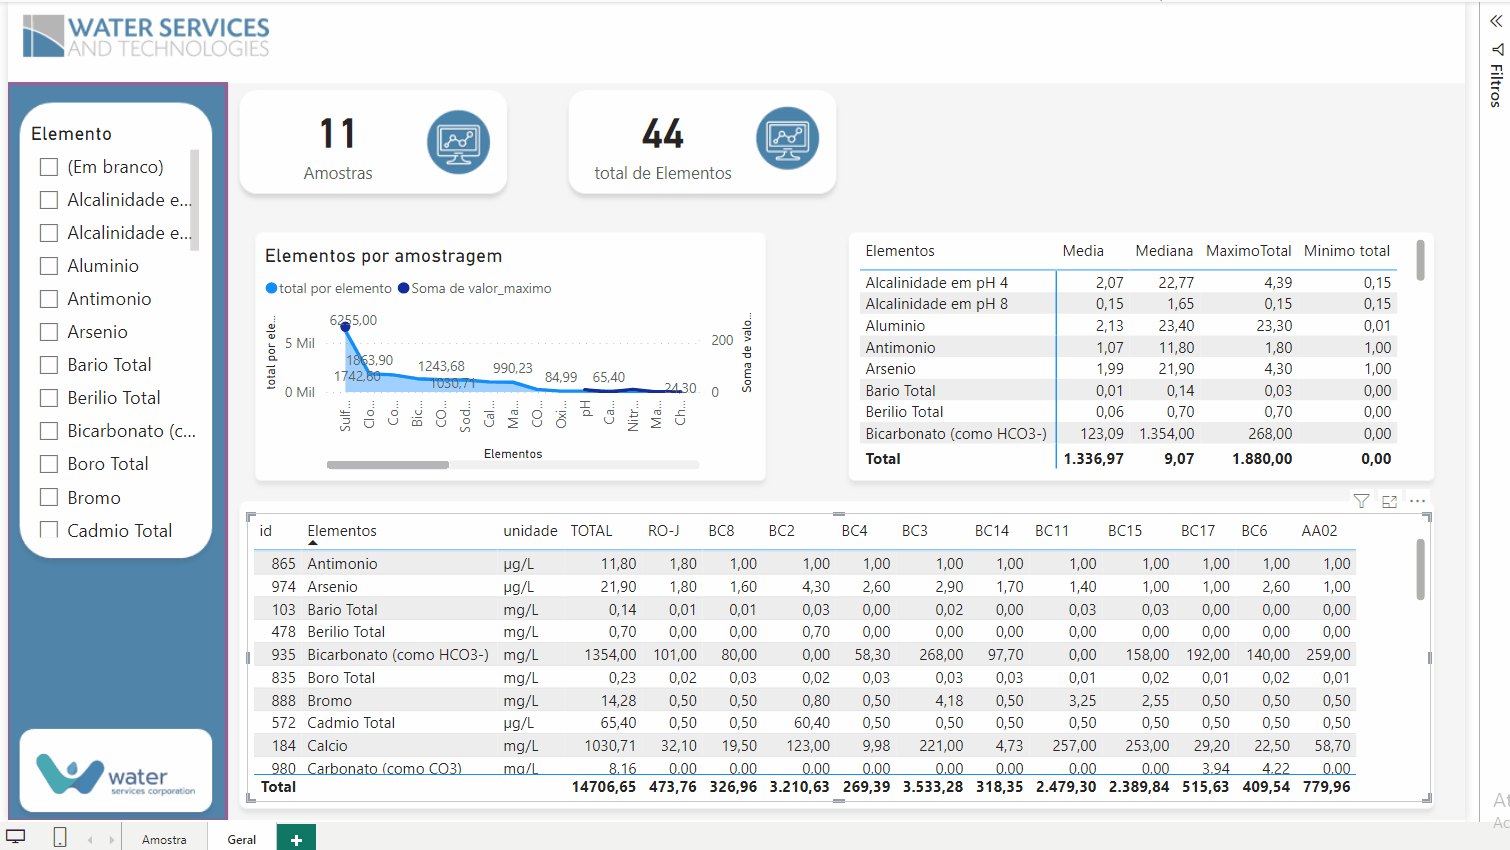 WATER SERVICES
AND TECHNOLOGIES
Filtros
Elemento
(Em branco)
Alcalinidade e...
Alcalinidade e...
Aluminio
Antimonio
Arsenio
Bario Total
Berilio Total
Bicarbonato (c...
Boro Total
Bromo
Cadmio Total
water
services corporation
11
Amostras
44
total de Elementos
Elementos por amostragem
total por elemento Soma de valor_maximo
total por ele...
Soma de valo...
5 Mil
0 Mil
200
0
6255,00
1863,90
1742,60
1243,68
1030,71
990,23
84,99
65,40
24,30
Sulf... Clo... Co... Bic... CO... Sod... Cal... Ma... CO... Oxi... pH Ca... Nitr... Ma... Ch...
Elementos
Elementos Media Mediana MaximoTotal Minimo total
Alcalinidade em pH 4 2,07 22,77 4,39 0,15
Alcalinidade em pH 8 0,15 1,65 0,15 0,15
Aluminio 2,13 23,40 23,30 0,01
Antimonio 1,07 11,80 1,80 1,00
Arsenio 1,99 21,90 4,30 1,00
Bario Total 0,01 0,14 0,03 0,00
Berilio Total 0,06 0,70 0,70 0,00
Bicarbonato (como HCO3-) 123,09 1.354,00 268,00 0,00
Total 1.336,97 9,07 1.880,00 0,00
id Elementos unidade TOTAL RO-J BC8 BC2 BC4 BC3 BC14 BC11 BC15 BC17 BC6 AA02
865 Antimonio µg/L 11,80 1,80 1,00 1,00 1,00 1,00 1,00 1,00 1,00 1,00 1,00 1,00
974 Arsenio µg/L 21,90 1,80 1,60 4,30 2,60 2,90 1,70 1,40 1,00 1,00 2,60 1,00
103 Bario Total mg/L 0,14 0,01 0,01 0,03 0,00 0,02 0,00 0,03 0,03 0,00 0,00 0,00
478 Berilio Total mg/L 0,70 0,00 0,00 0,70 0,00 0,00 0,00 0,00 0,00 0,00 0,00 0,00
935 Bicarbonato (como HCO3-) mg/L 1354,00 101,00 80,00 0,00 58,30 268,00 97,70 0,00 158,00 192,00 140,00 259,00
835 Boro Total mg/L 0,23 0,02 0,03 0,02 0,03 0,03 0,03 0,01 0,02 0,01 0,02 0,01
888 Bromo mg/L 14,28 0,50 0,50 0,80 0,50 4,18 0,50 3,25 2,55 0,50 0,50 0,50
572 Cadmio Total µg/L 65,40 0,50 0,50 60,40 0,50 0,50 0,50 0,50 0,50 0,50 0,50 0,50
184 Calcio mg/L 1030,71 32,10 19,50 123,00 9,98 221,00 4,73 257,00 253,00 29,20 22,50 58,70
980 Carbonato (como CO3) mg/L 8,16 0,00 0,00 0,00 0,00 0,00 0,00 0,00 0,00 3,94 4,22 0,00
Total 14706,65 473,76 326,96 3.210,63 269,39 3.533,28 318,35 2.479,30 2.389,84 515,63 409,54 779,96
Amostra Geral